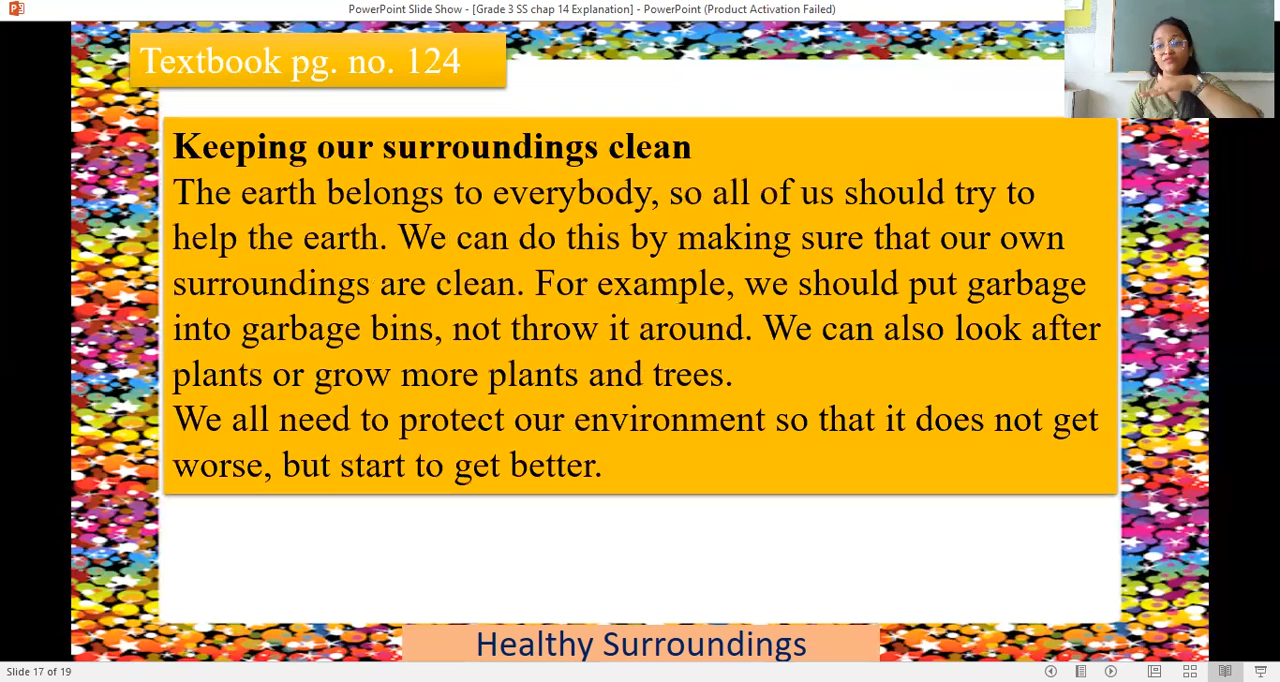 PowerPoint Slide Show - [Grade 3 SS chap 14 Explanation] - PowerPoint (Product Activation Failed)
Textbook pg. no. 124
Keeping our surroundings clean
The earth belongs to everybody, so all of us should try to
help the earth. We can do this by making sure that our own
surroundings are clean. For example, we should put garbage
into garbage bins, not throw it around. We can also look after
plants or grow more plants and trees.
We all need to protect our environment so that it does not get
worse, but start to get better.
Healthy Surroundings
Slide 17 of 19